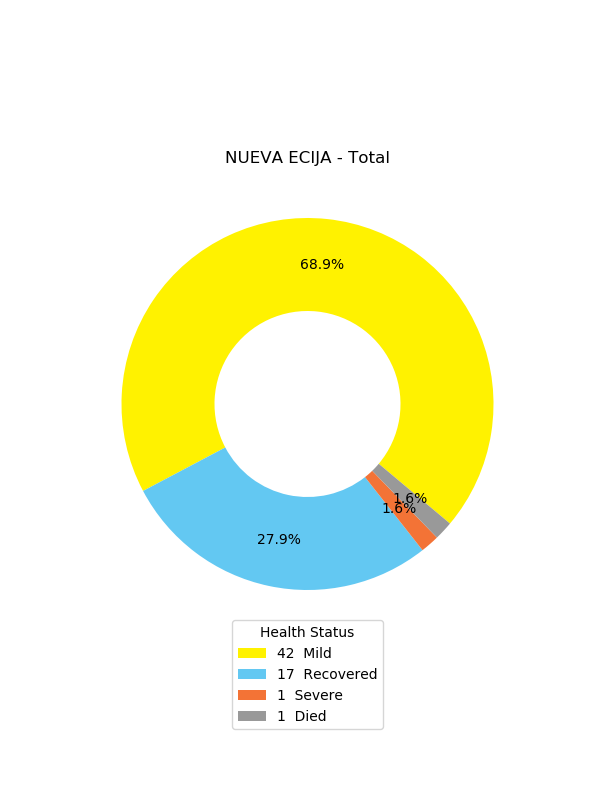 NUEVA ECIJA - Total
68.9%
1.6%
1.6%
27.9%
Health Status
42 Mild
17 Recovered
1 Severe
1 Died